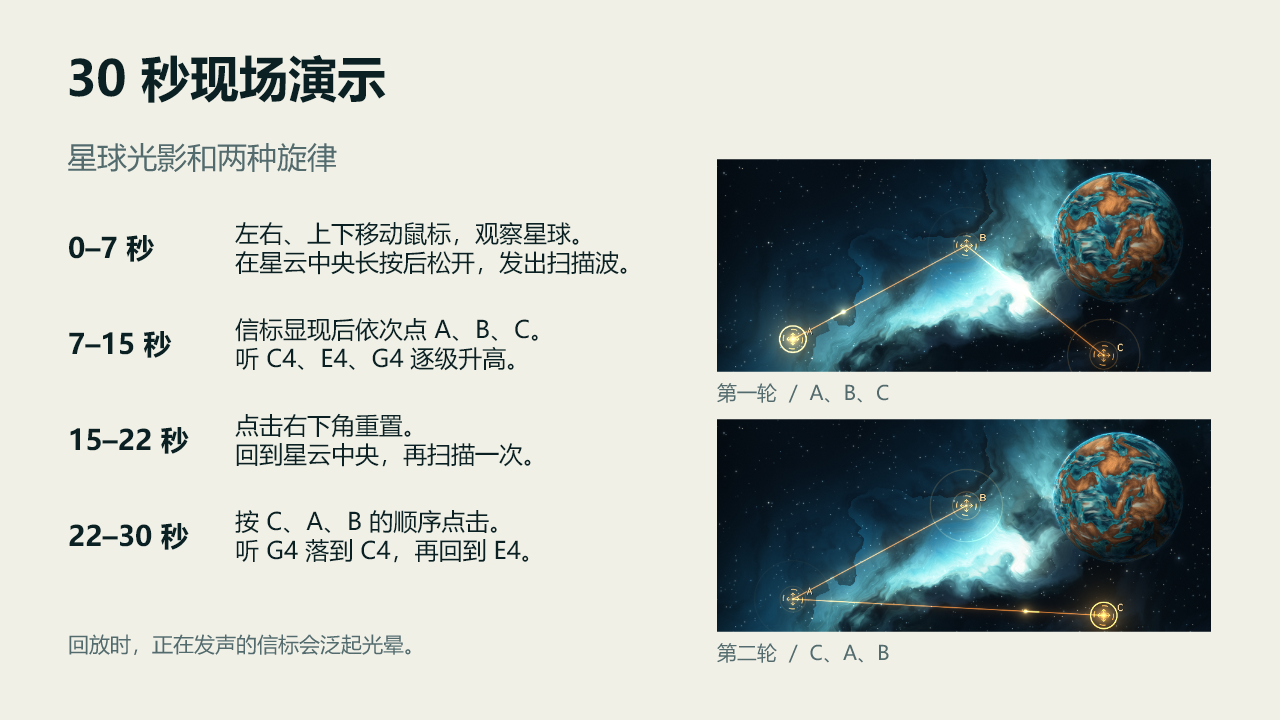 30 秒现场演示
星球光影和两种旋律
0–7 秒
左右、上下移动鼠标，观察星球。
在星云中央长按后松开，发出扫描波。
7–15 秒
信标显现后依次点 A、B、C。
听 C4、E4、G4 逐级升高。
15–22 秒
点击右下角重置。
回到星云中央，再扫描一次。
22–30 秒
按 C、A、B 的顺序点击。
听 G4 落到 C4，再回到 E4。
回放时，正在发声的信标会泛起光晕。
B
A
C
第一轮 / A、B、C
B
A
C
第二轮 / C、A、B